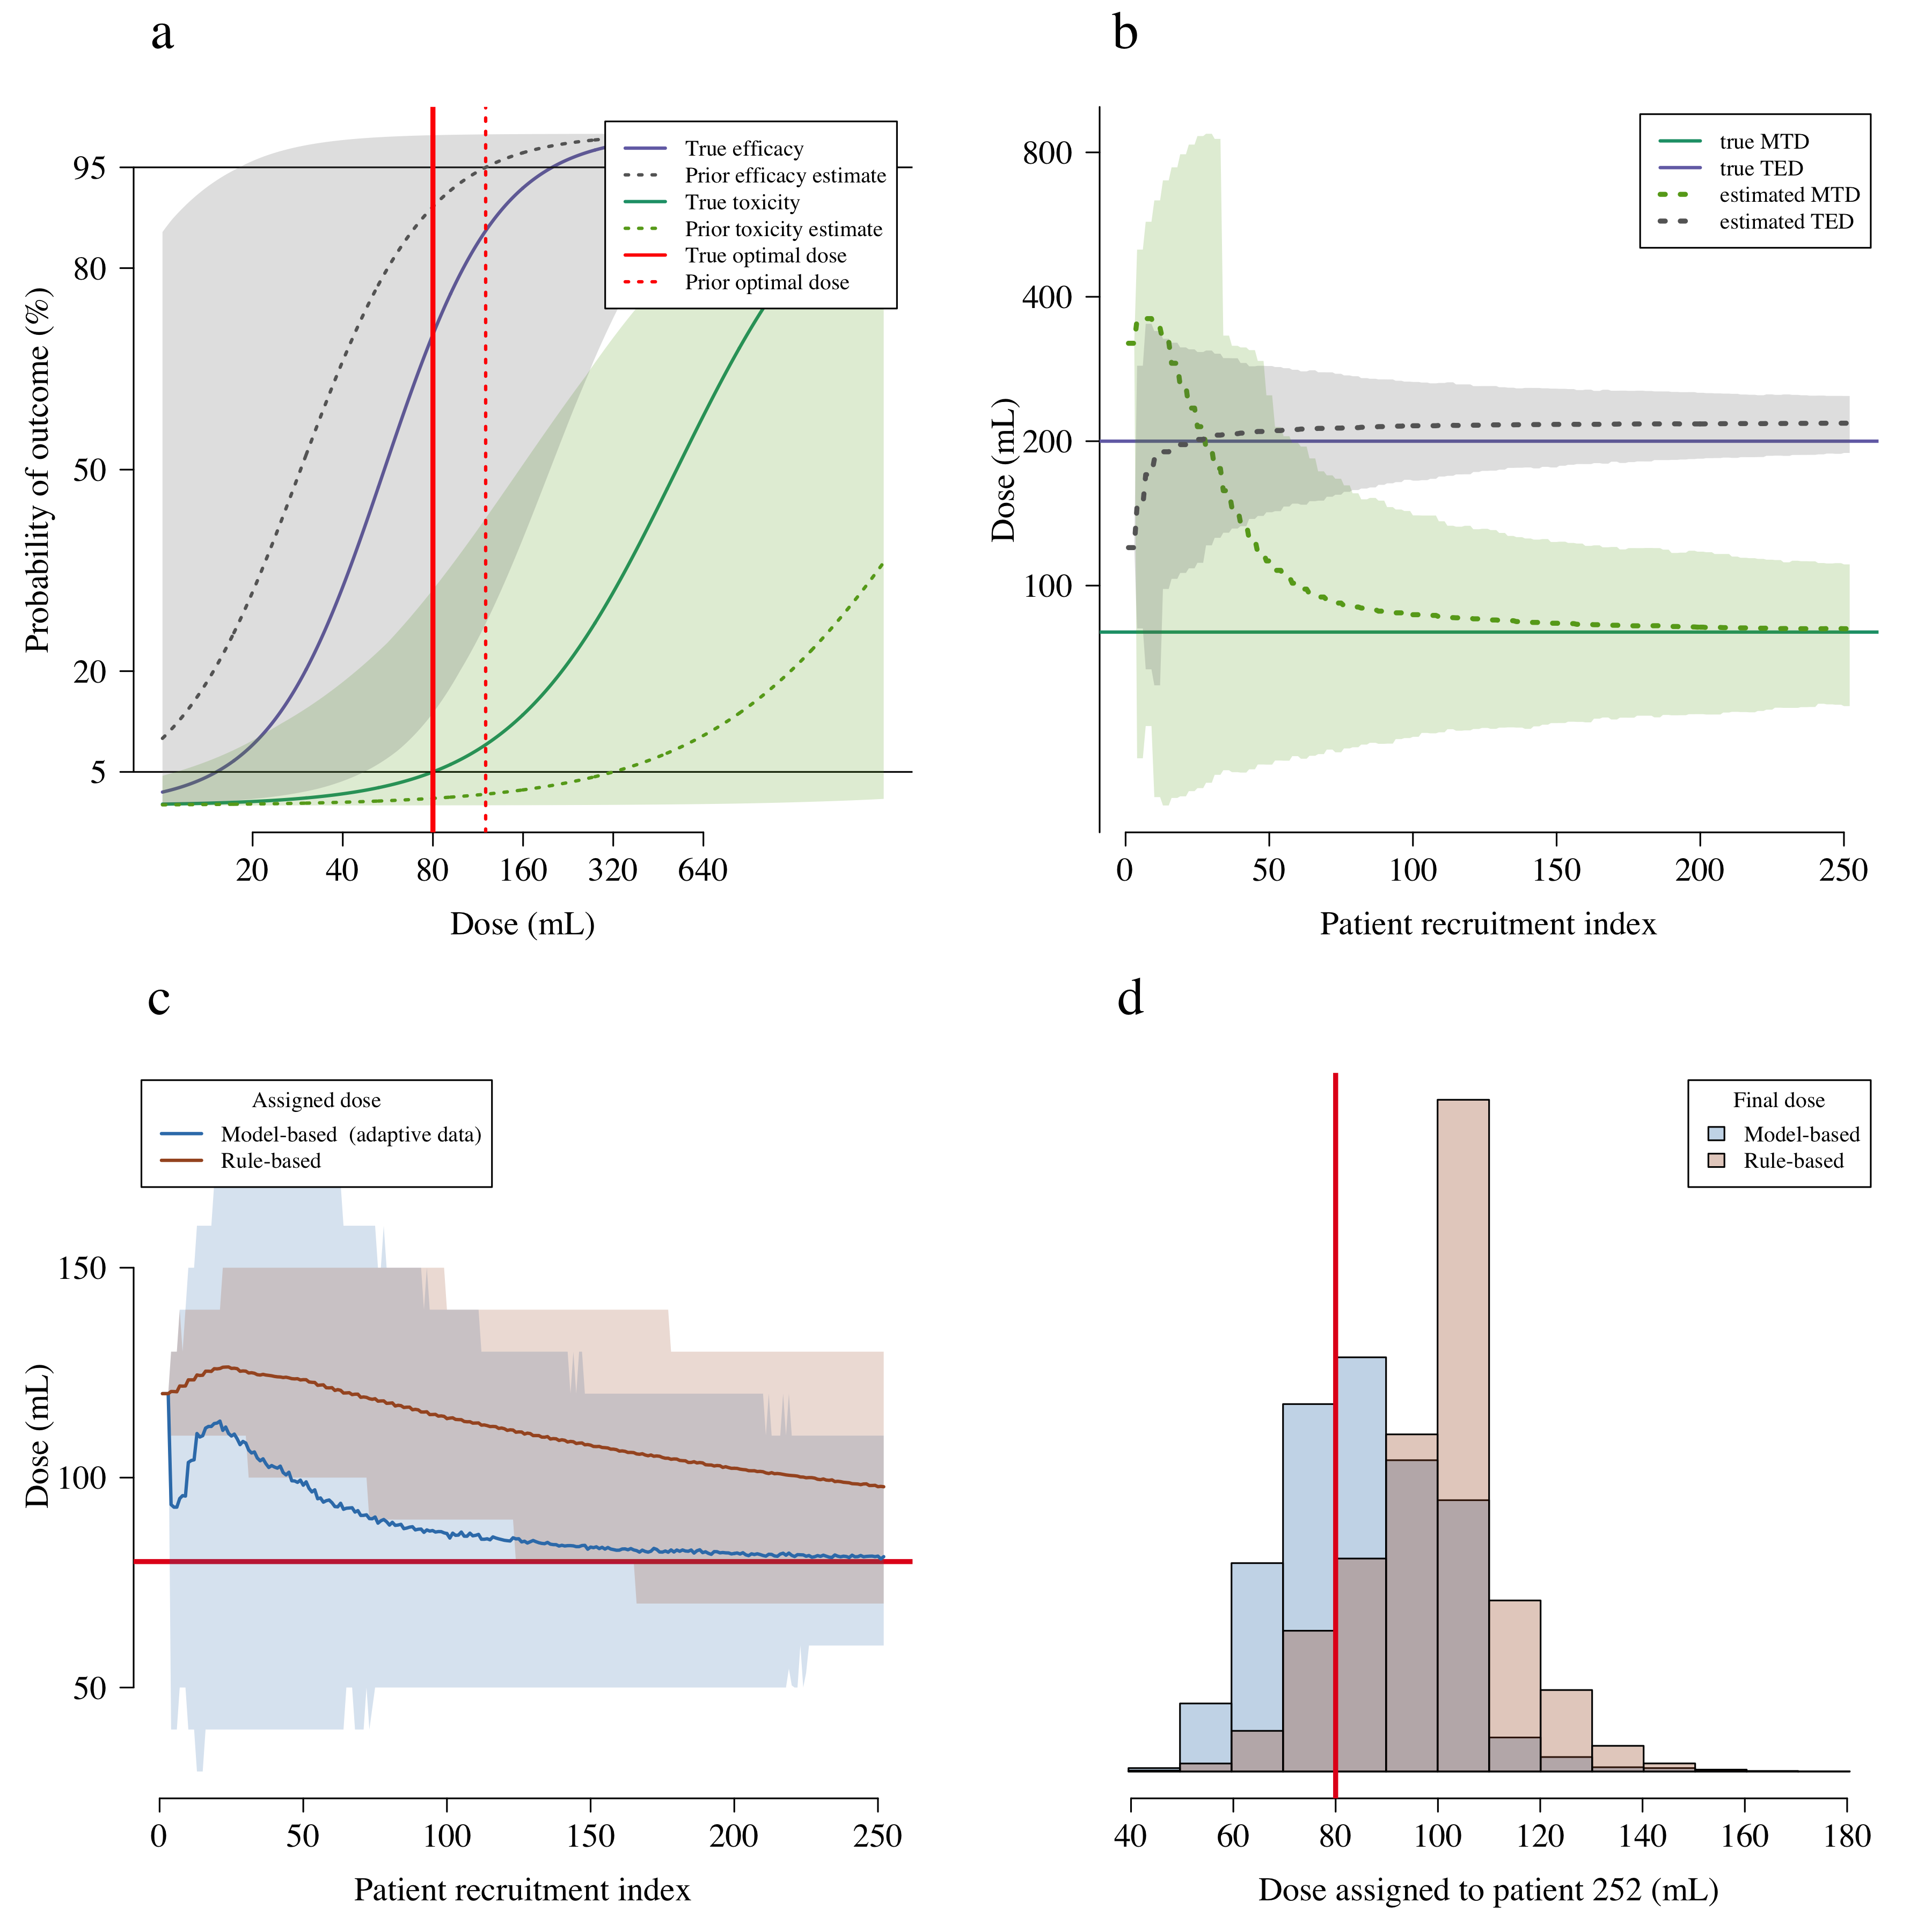 a
95
80
50
20
5
Probability of outcome (%)
True efficacy
Prior efficacy estimate
True toxicity
Prior toxicity estimate
True optimal dose
Prior optimal dose
20 40 80 160 320 640
Dose (mL)
b
800
400
200
100
Dose (mL)
true MTD
true TED
estimated MTD
estimated TED
0 50 100 150 200 250
Patient recruitment index
c
Assigned dose
Model-based (adaptive data)
Rule-based
150
100
50
Dose (mL)
0 50 100 150 200 250
Patient recruitment index
d
Final dose
Model-based
Rule-based
40 60 80 100 120 140 160 180
Dose assigned to patient 252 (mL)